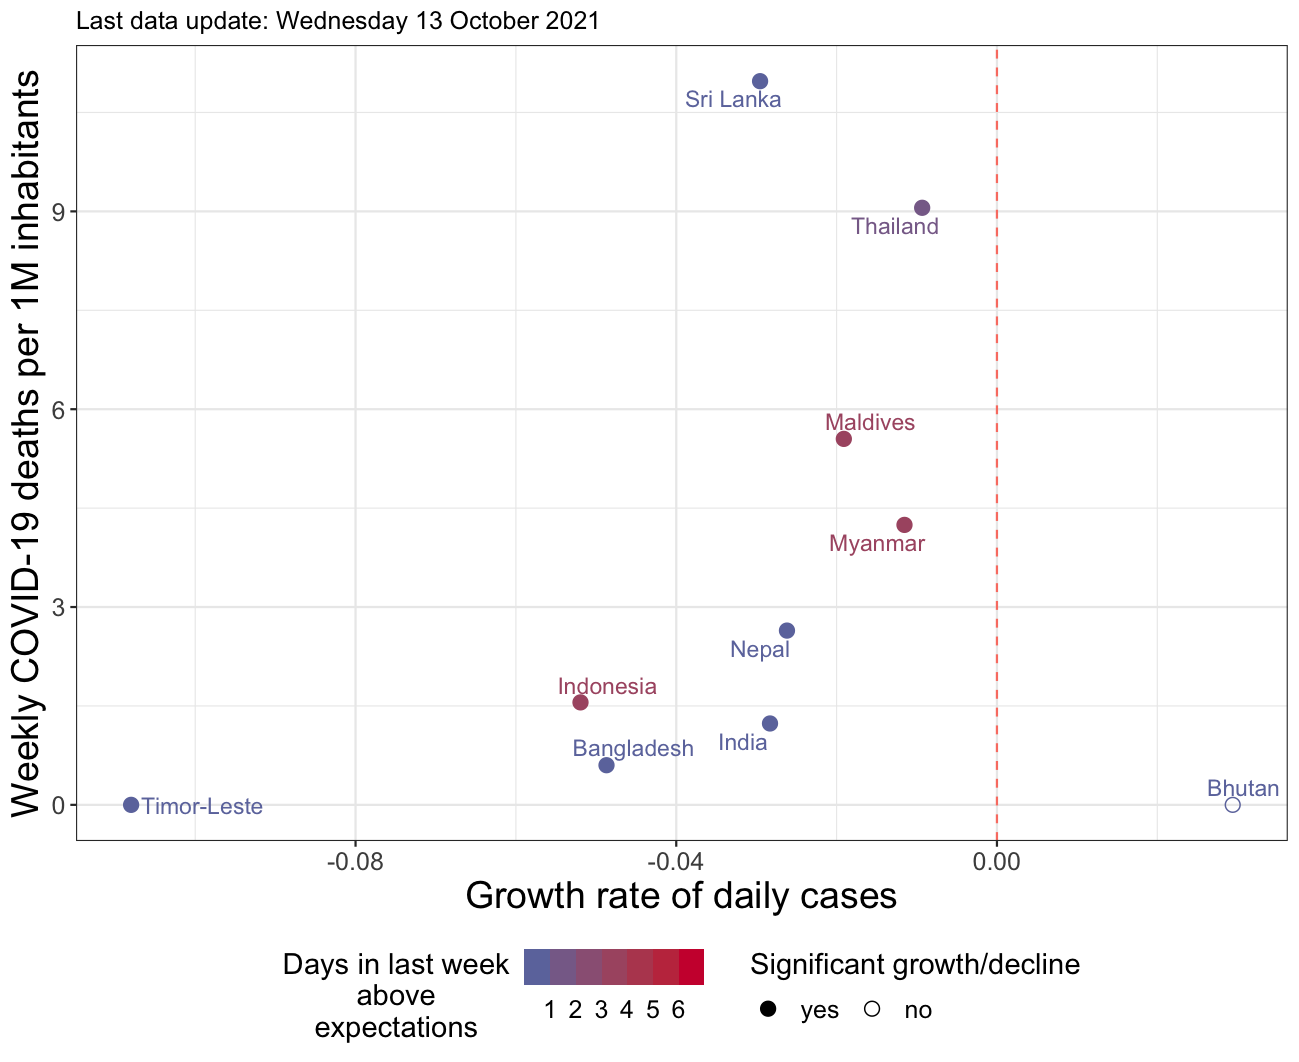 Last data update: Wednesday 13 October 2021
Weekly COVID-19 deaths per 1M inhabitants
Sri Lanka
9
Thailand
6
Maldives
Myanmar
3
Nepal
Indonesia
India
Bangladesh
Bhutan
0
Timor-Leste
-0.08 -0.04 0.00
Growth rate of daily cases
Days in last week
above
expectations
1 2 3 4 5 6
Significant growth/decline
yes no